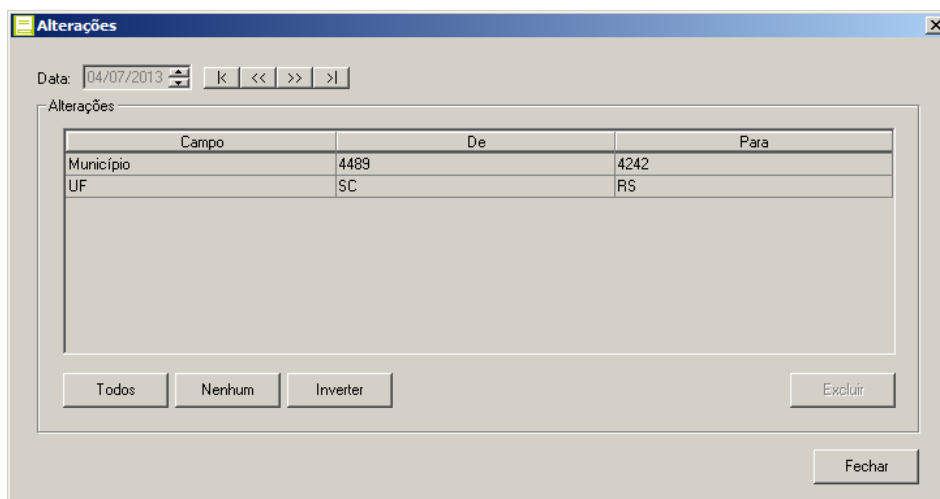 Alterações
Data: 04/07/2013 |< << >> >|
Alterações
Campo De Para
Município 4489 4242
UF SC RS
Todos Nenhum Inverter Excluir
Fechar